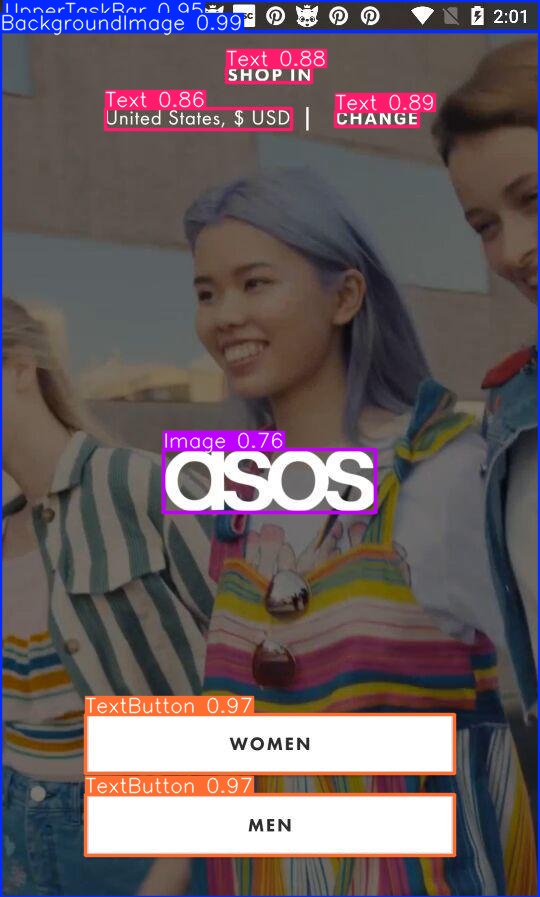 UpperTaskBar 0.95
2:01
BackgroundImage 0.99
Text 0.88
SHOP IN
Text 0.86
Text 0.89
United States, $ USD | CHANGE
Image 0.76
asos
TextButton 0.97
WOMEN
TextButton 0.97
MEN